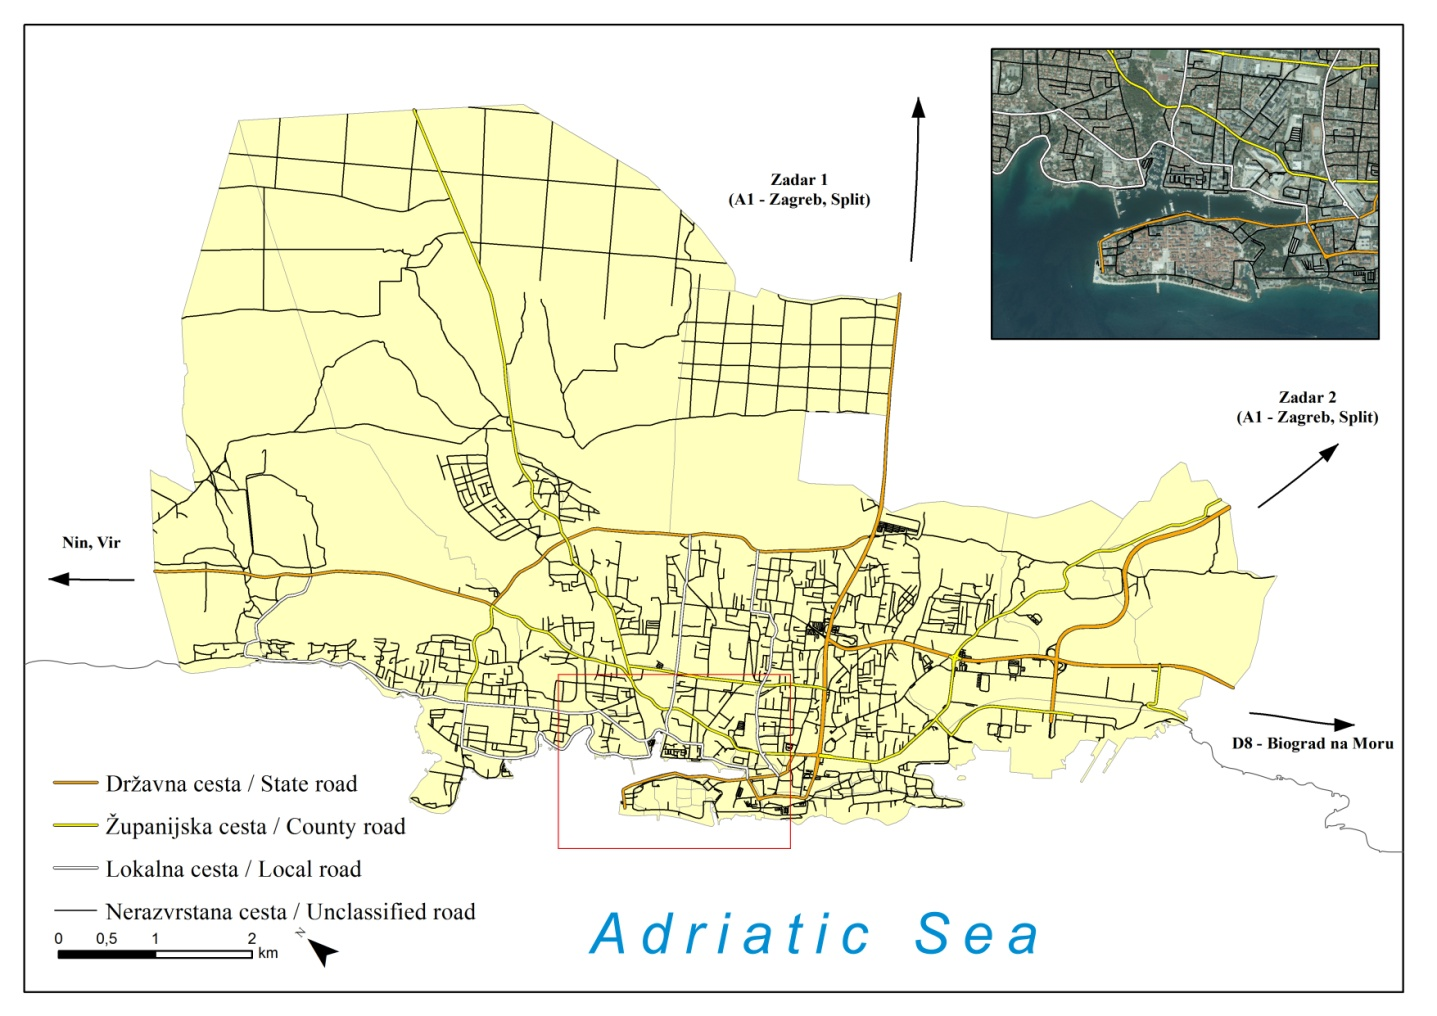 Zadar 1
(A1 - Zagreb, Split)
Zadar 2
(A1 - Zagreb, Split)
Nin, Vir
D8 - Biograd na Moru
Državna cesta / State road
Županijska cesta / County road
Lokalna cesta / Local road
Nerazvrstana cesta / Unclassified road
0 0,5 1 2
km
N
Adriatic Sea